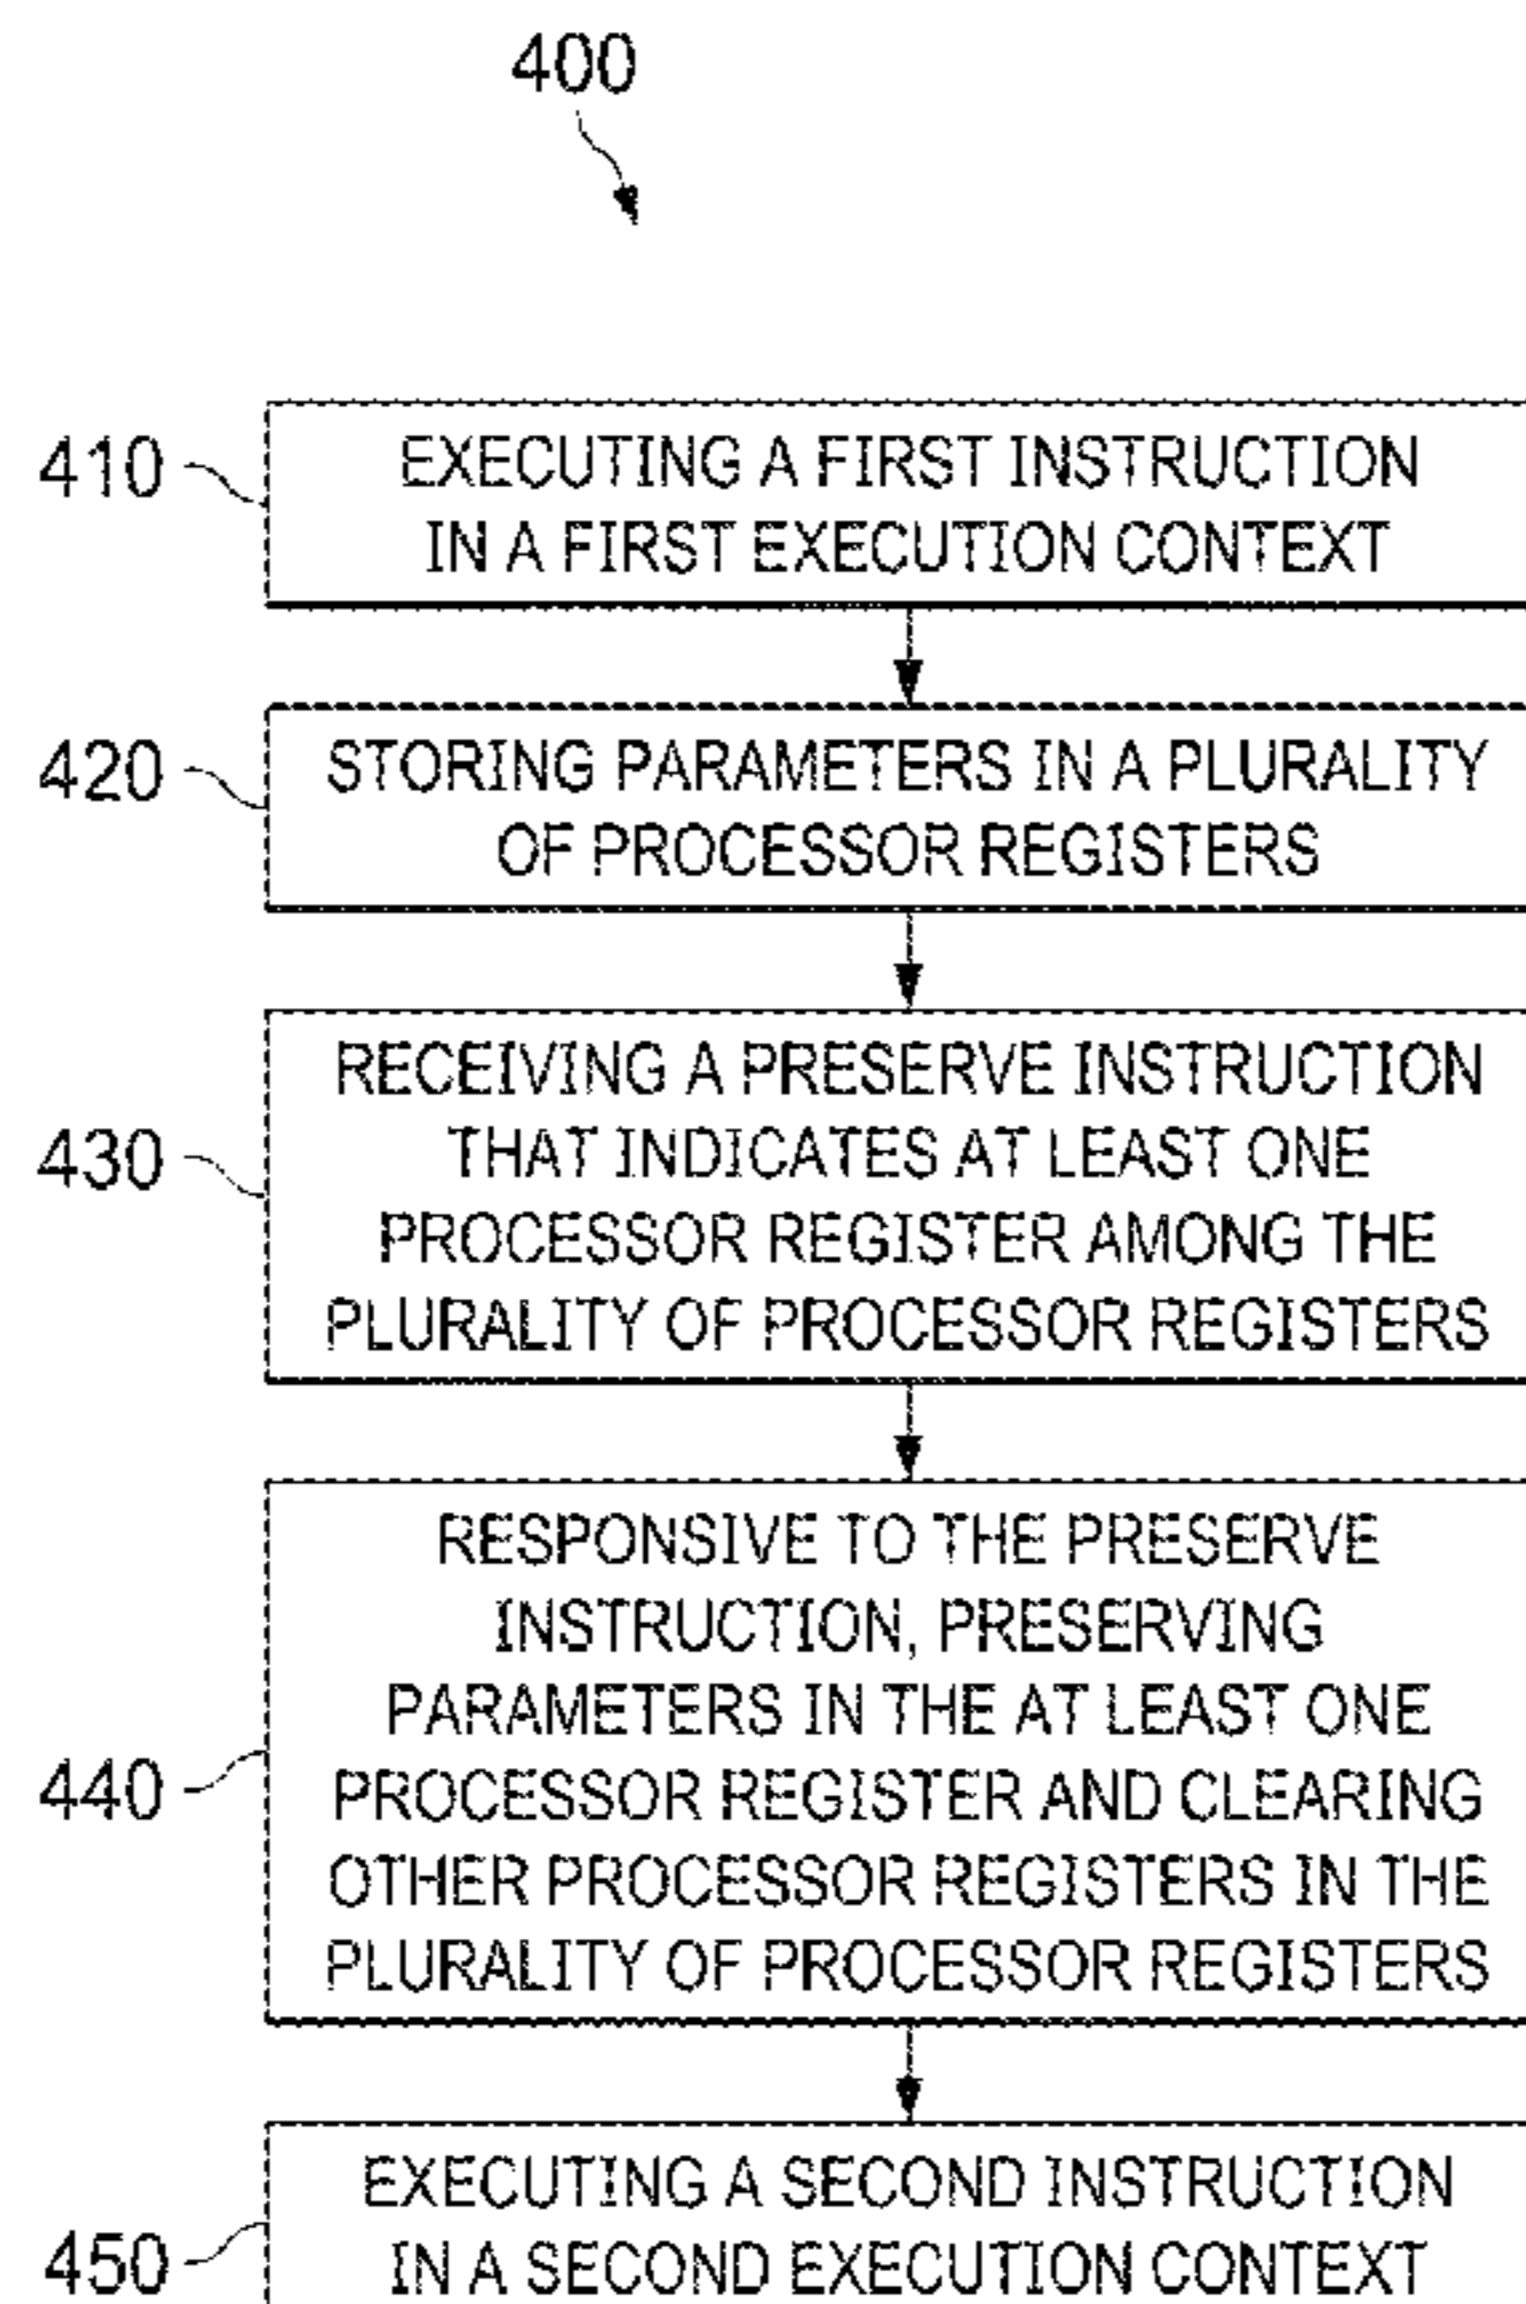 400
410
EXECUTING A FIRST INSTRUCTION
IN A FIRST EXECUTION CONTEXT
420
STORING PARAMETERS IN A PLURALITY
OF PROCESSOR REGISTERS
430
RECEIVING A PRESERVE INSTRUCTION
THAT INDICATES AT LEAST ONE
PROCESSOR REGISTER AMONG THE
PLURALITY OF PROCESSOR REGISTERS
440
RESPONSIVE TO THE PRESERVE
INSTRUCTION, PRESERVING
PARAMETERS IN THE AT LEAST ONE
PROCESSOR REGISTER AND CLEARING
OTHER PROCESSOR REGISTERS IN THE
PLURALITY OF PROCESSOR REGISTERS
450
EXECUTING A SECOND INSTRUCTION
IN A SECOND EXECUTION CONTEXT